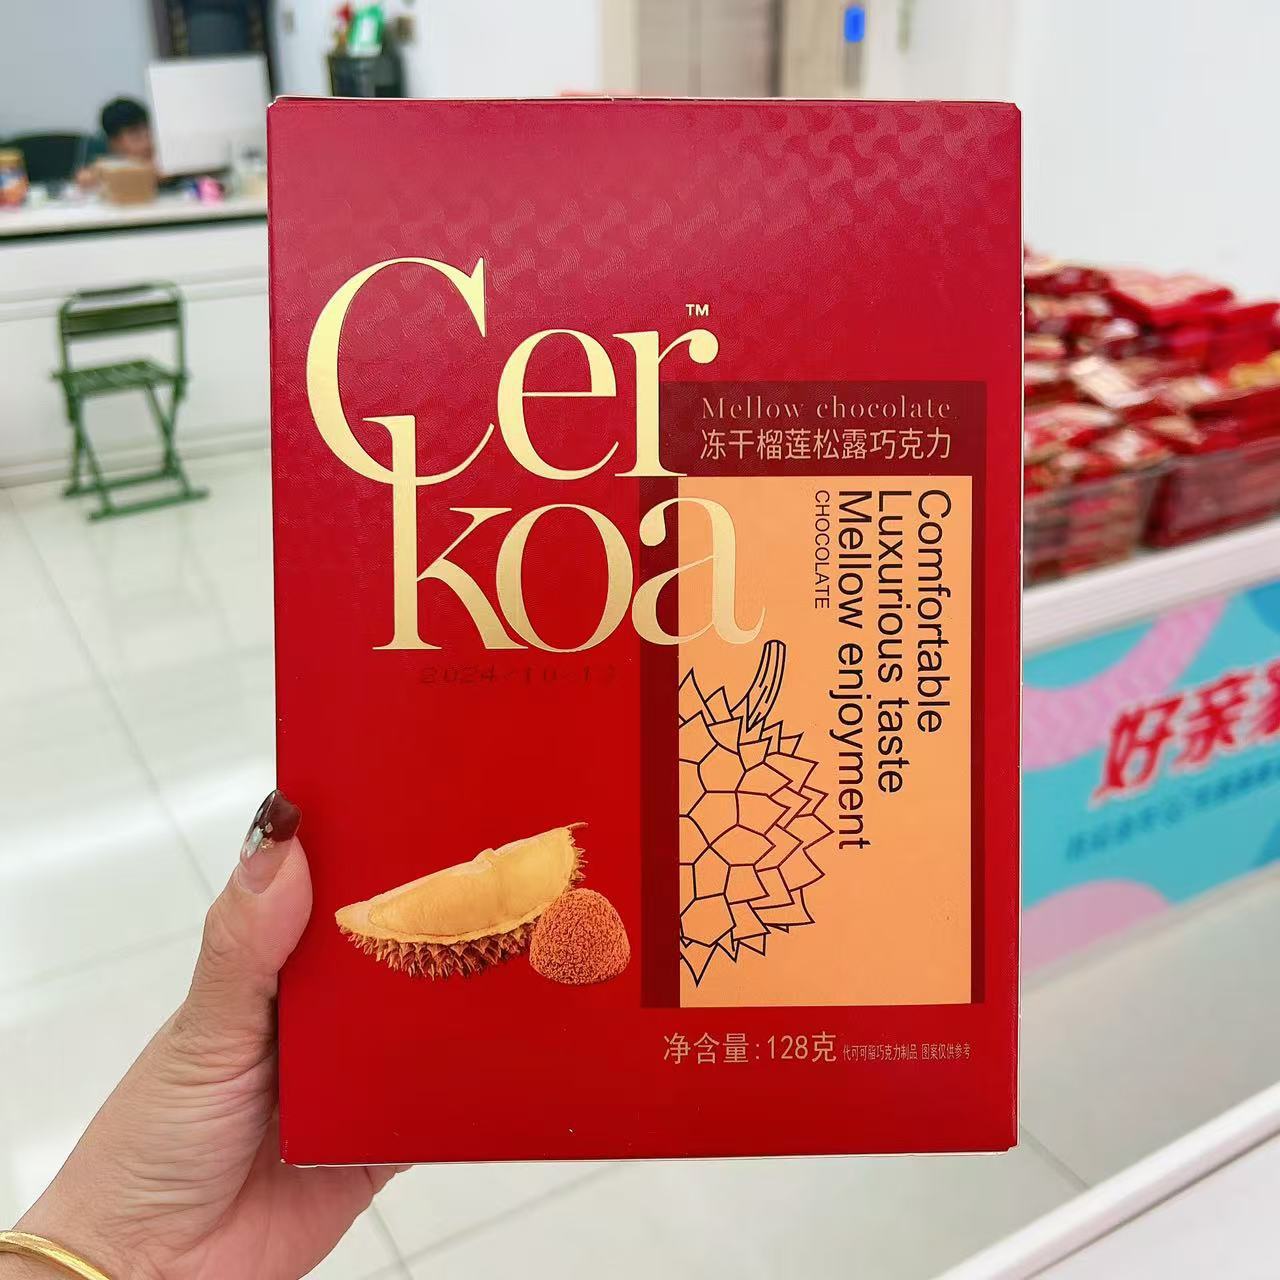 Cer
koa
TM
Mellow chocolate
冻干榴莲松露巧克力
Comfortable
Luxurious taste
Mellow enjoyment
CHOCOLATE
2024/10/13
净含量:128克 代可可脂巧克力制品 图案仅供参考
好亲